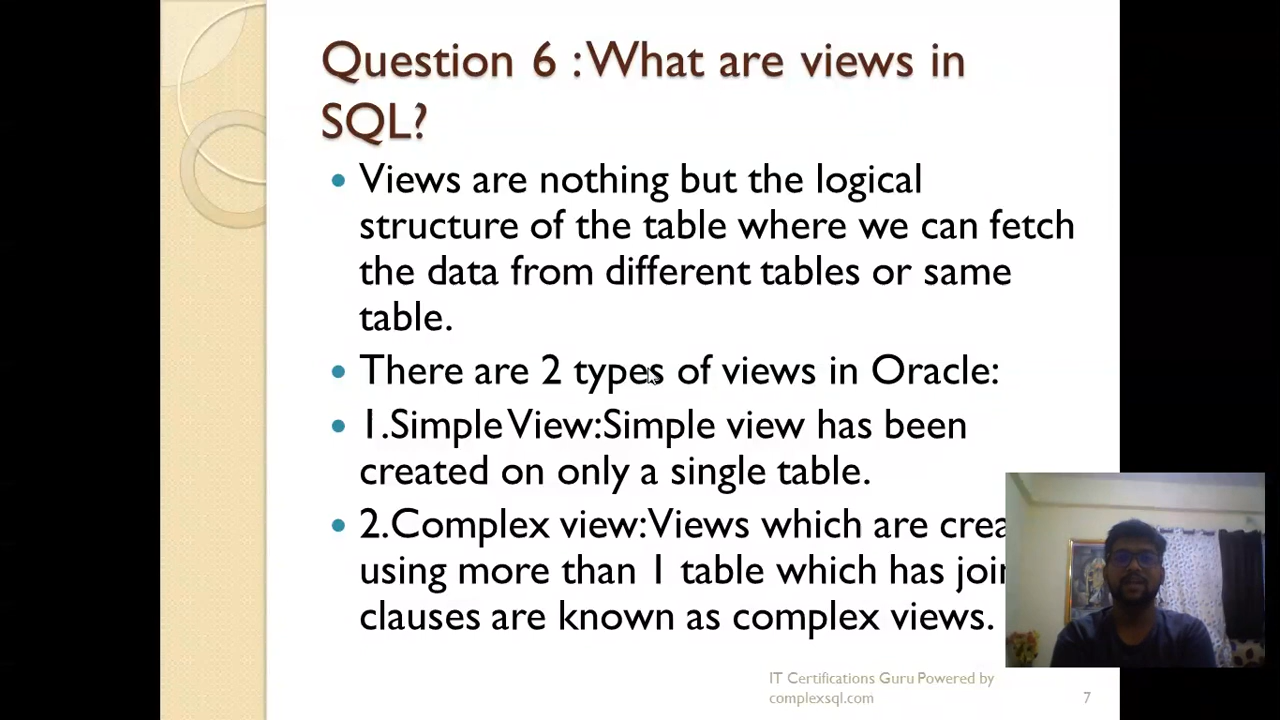 Question 6 : What are views in
SQL?
Views are nothing but the logical
structure of the table where we can fetch
the data from different tables or same
table.
There are 2 types of views in Oracle:
1.Simple View:Simple view has been
created on only a single table.
2.Complex view:Views which are
using more than 1 table which has
clauses are known as complex views.
IT Certifications Guru Powered by
complexsql.com
7